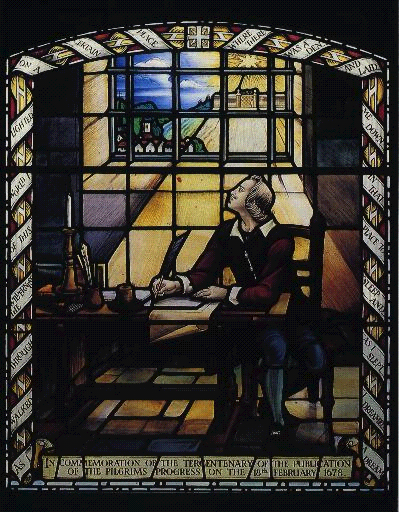 AS I
WALKED
THROUGH
THE WILDERNESS
OF THIS
WORLD
I LIGHTED
ON A
CERTAIN
PLACE
WHERE THERE
WAS A DEN
AND LAID
ME DOWN
IN THAT
PLACE TO
SLEEP AND
AS I SLEPT
DREAMED
DREAM
IN COMMEMORATION OF THE TERCENTENARY OF THE PUBLICATION
OF THE PILGRIMS PROGRESS ON THE 18th FEBRUARY 1678.